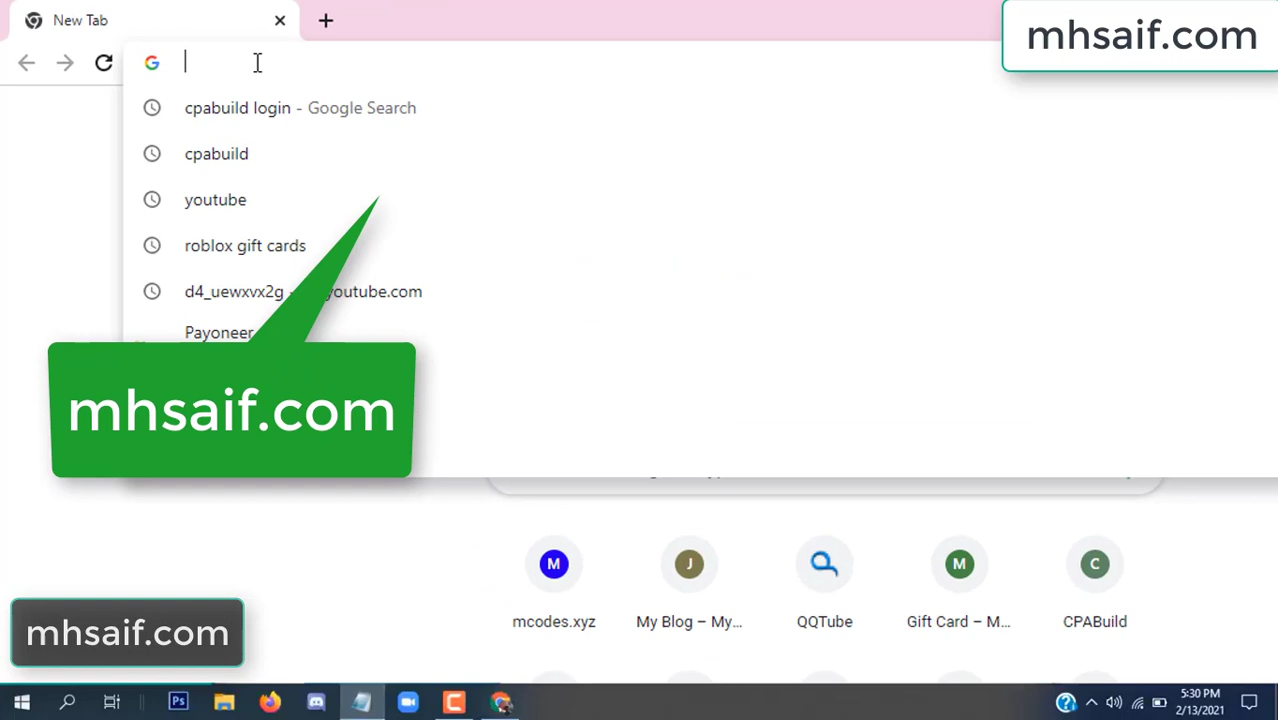 New Tab
mhsaif.com
cpabuild login - Google Search
cpabuild
youtube
roblox gift cards
d4_uewxvx2g - youtube.com
Payoneer
mhsaif.com
M
J
M
C
mcodes.xyz
My Blog – My...
QQTube
Gift Card – M...
CPABuild
mhsaif.com
Ps
5:30 PM
2/13/2021